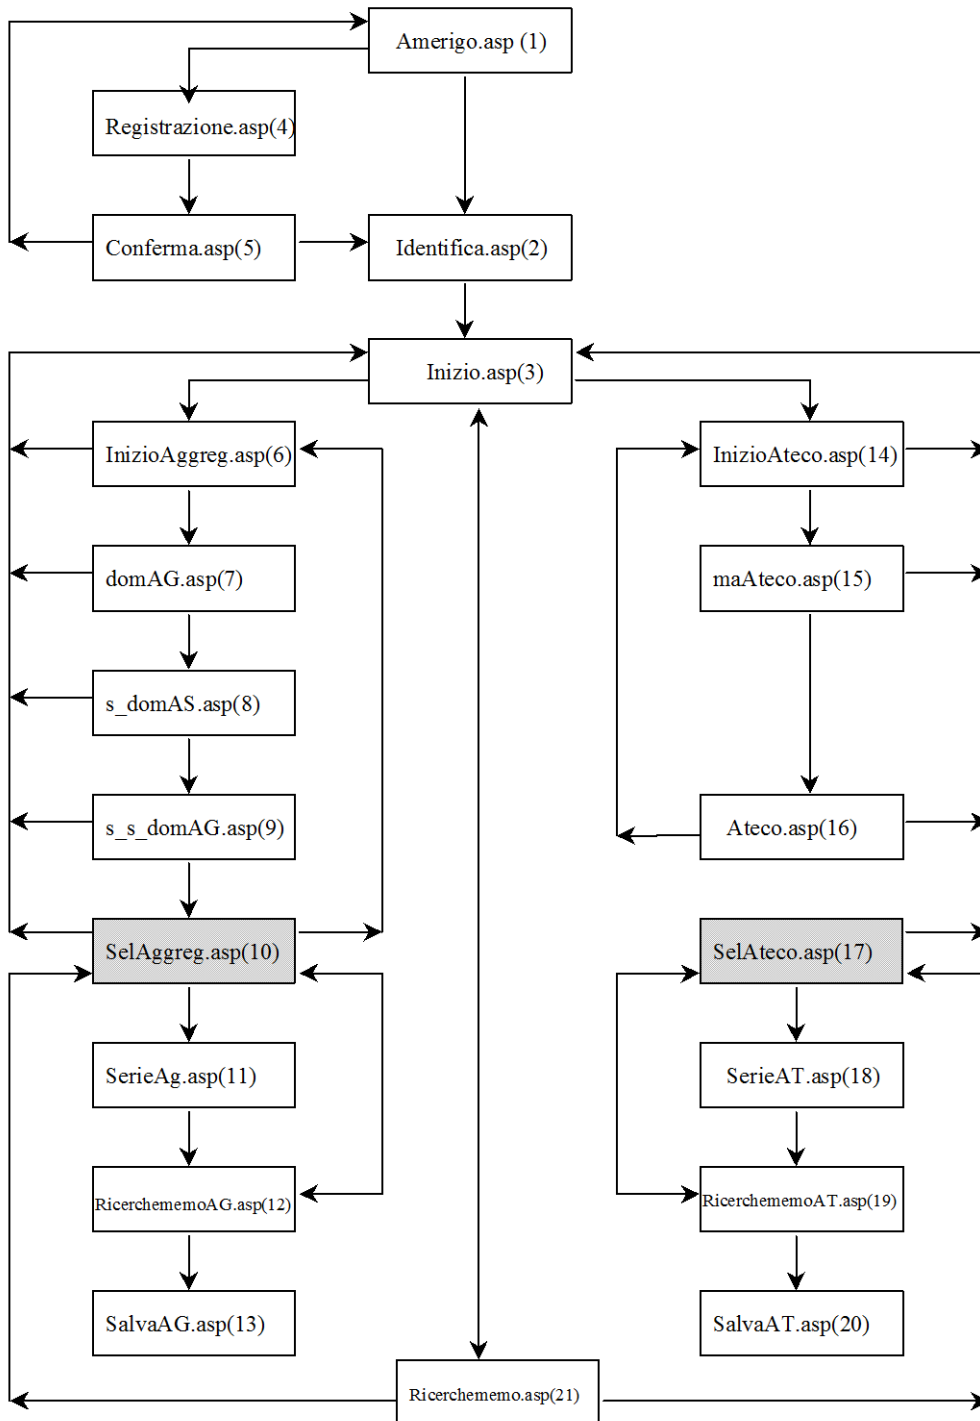 Amerigo.asp (1)
Registrazione.asp(4)
Conferma.asp(5)
Identifica.asp(2)
Inizio.asp(3)
InizioAggreg.asp(6)
InizioAteco.asp(14)
domAG.asp(7)
maAteco.asp(15)
s_domAS.asp(8)
s_s_domAG.asp(9)
Ateco.asp(16)
SelAggreg.asp(10)
SelAteco.asp(17)
SerieAg.asp(11)
SerieAT.asp(18)
RicerchememoAG.asp(12)
RicerchememoAT.asp(19)
SalvaAG.asp(13)
SalvaAT.asp(20)
Ricerchememo.asp(21)